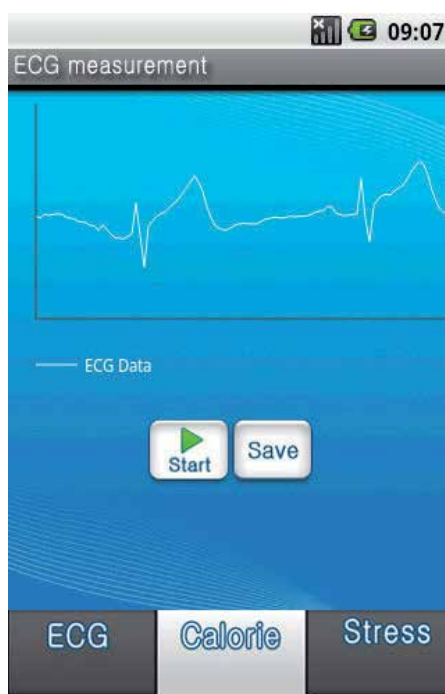 09:07
ECG measurement
ECG Data
Start
Save
ECG
Calorie
Stress